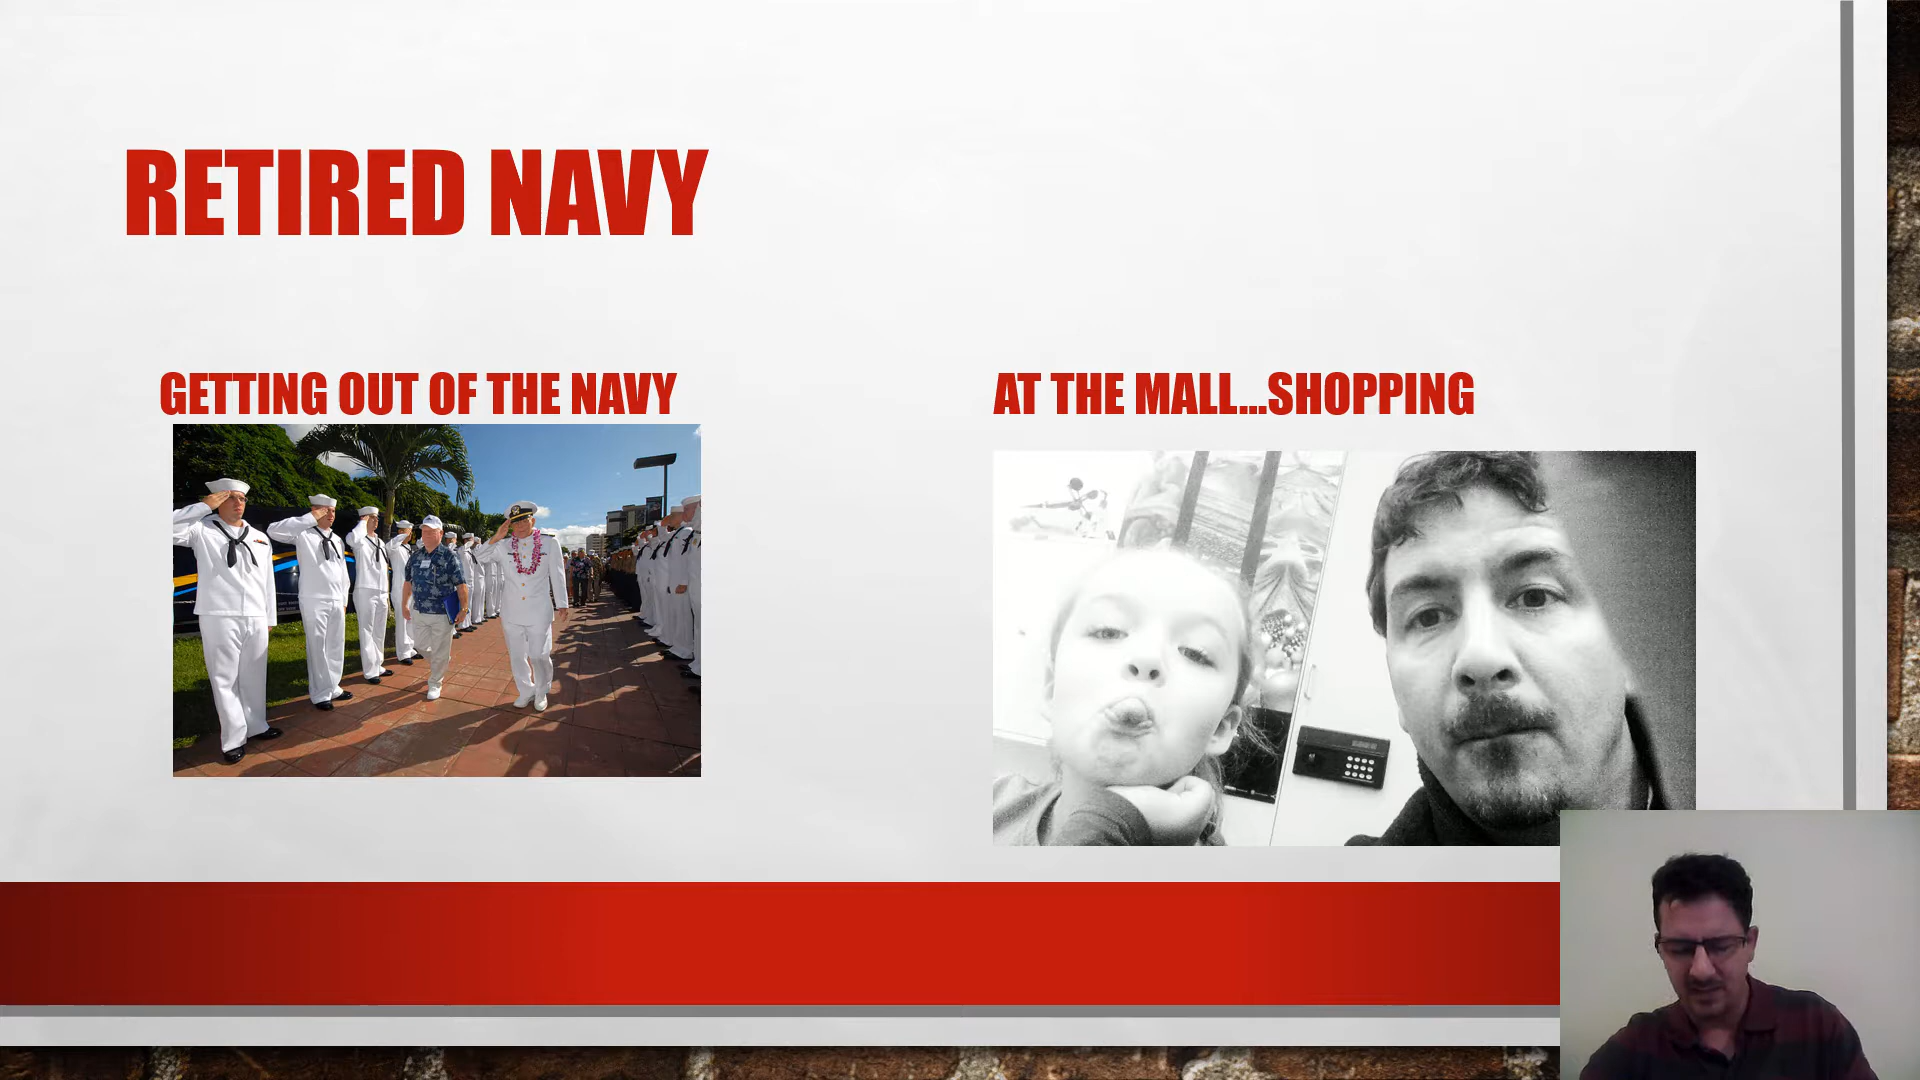 RETIRED NAVY
GETTING OUT OF THE NAVY
AT THE MALL...SHOPPING